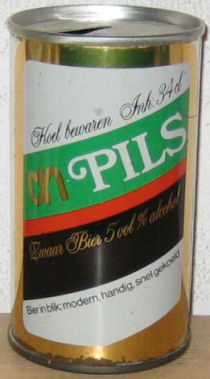 Koel bewaren Inh. 34 cl
PILS
Zwaar Bier 5 vol % alcohol
Bier in blik: modern, handig, snel gekoeld